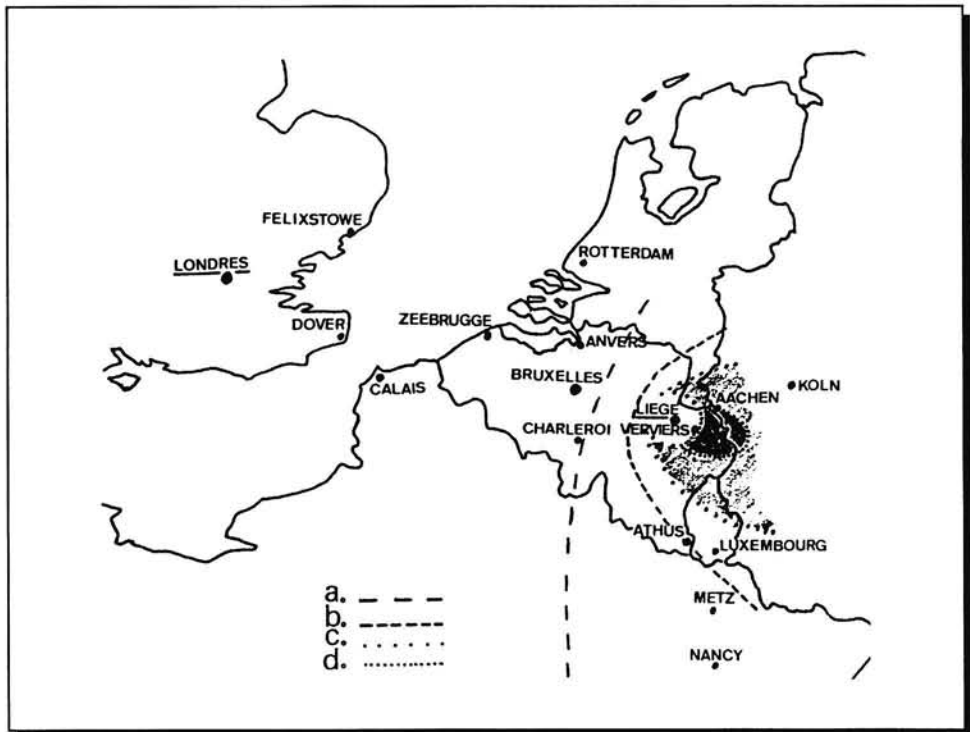 FELIXSTOWE
LONDRES
ROTTERDAM
DOVER
ZEEBRUGGE
ANVERS
CALAIS
BRUXELLES
KOLN
AACHEN
LIEGE
CHARLEROI
VERVIERS
ATHUS
LUXEMBOURG
METZ
NANCY
a.
b.
c.
d.